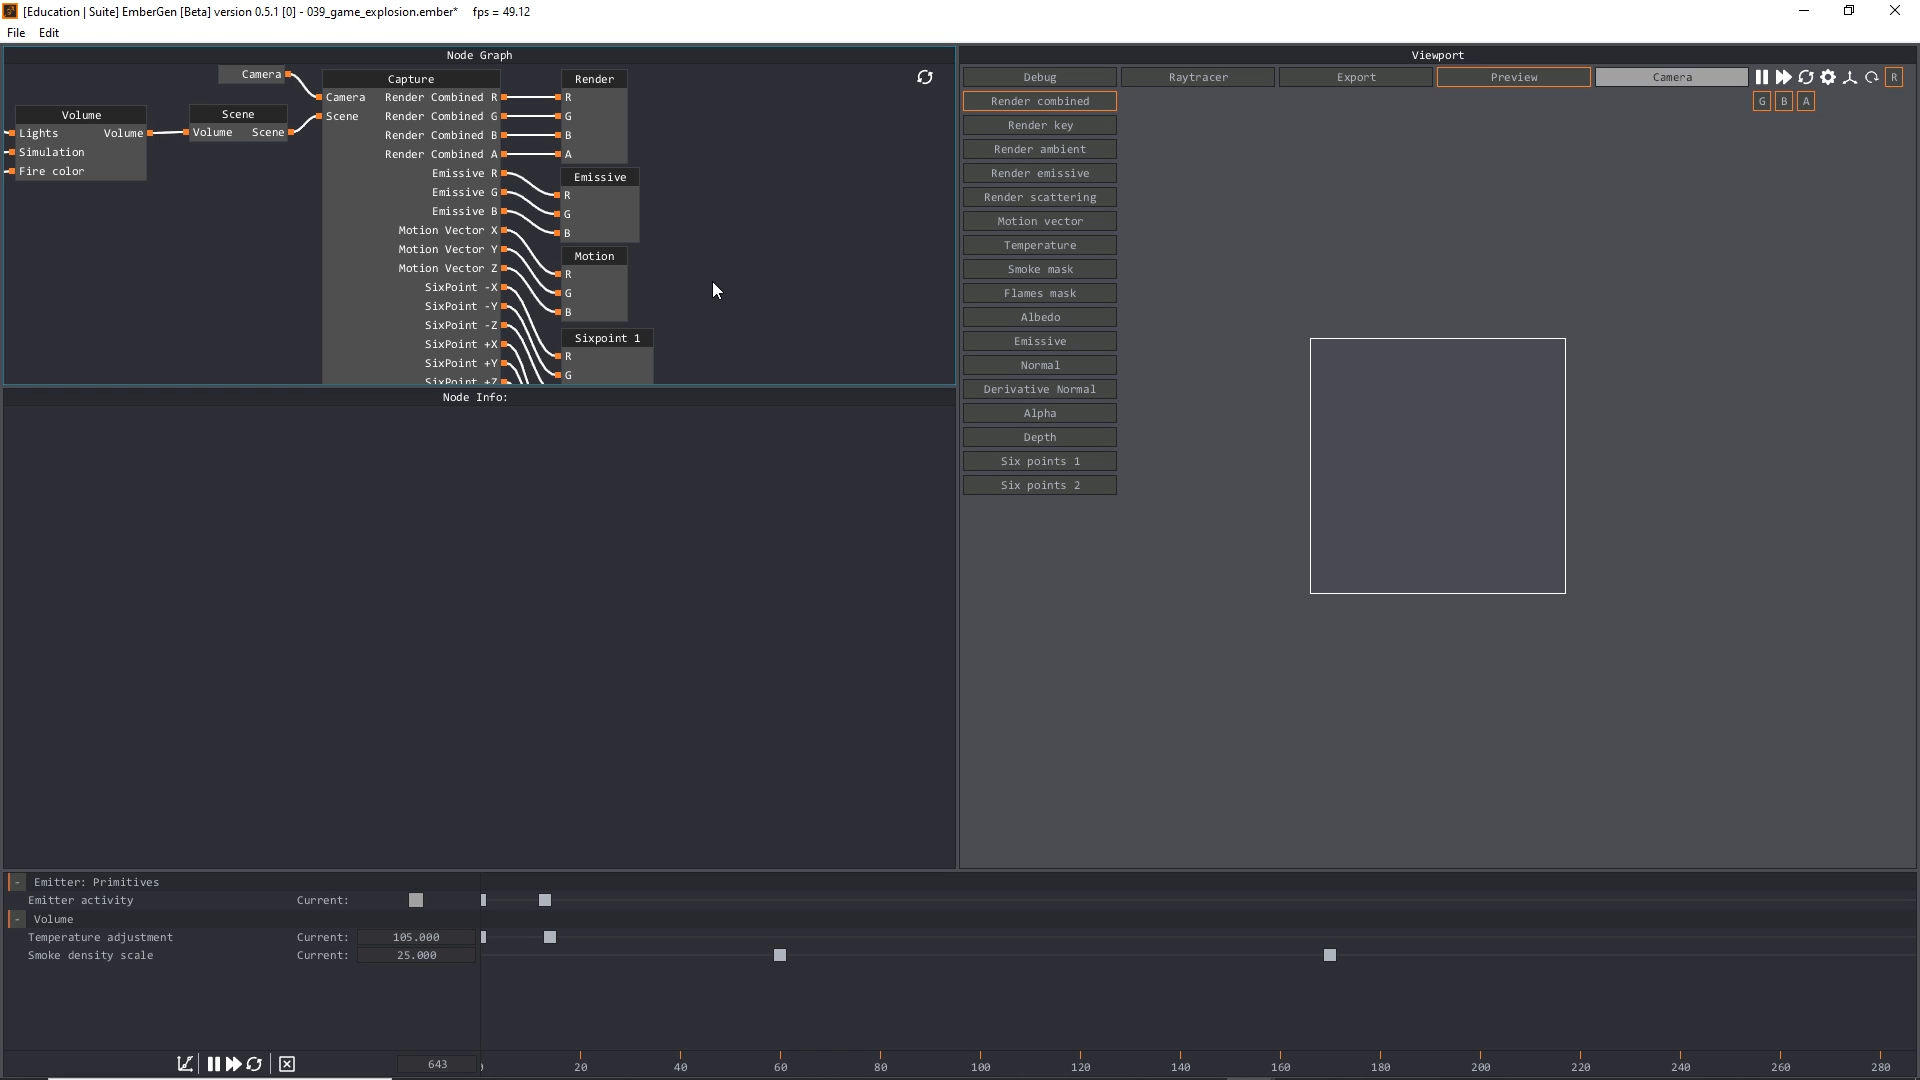 [Education | Suite] EmberGen [Beta] version 0.5.1 [0] - 039_game_explosion.ember* fps = 49.12
File Edit
Node Graph
Camera
Capture
Camera
Scene
Render Combined R
Render Combined G
Render Combined B
Render Combined A
Emissive R
Emissive G
Emissive B
Motion Vector X
Motion Vector Y
Motion Vector Z
SixPoint -X
SixPoint -Y
SixPoint -Z
SixPoint +X
SixPoint +Y
SixPoint +Z
Render
R
G
B
A
Volume
Lights Volume
Simulation
Fire color
Scene
Volume Scene
Emissive
R
G
B
Motion
R
G
B
Sixpoint 1
R
G
Node Info:
Viewport
Debug Raytracer Export Preview Camera R
G B A
Render combined
Render key
Render ambient
Render emissive
Render scattering
Motion vector
Temperature
Smoke mask
Flames mask
Albedo
Emissive
Normal
Derivative Normal
Alpha
Depth
Six points 1
Six points 2
- Emitter: Primitives
Emitter activity Current:
- Volume
Temperature adjustment Current: 105.000
Smoke density scale Current: 25.000
643
20 40 60 80 100 120 140 160 180 200 220 240 260 280